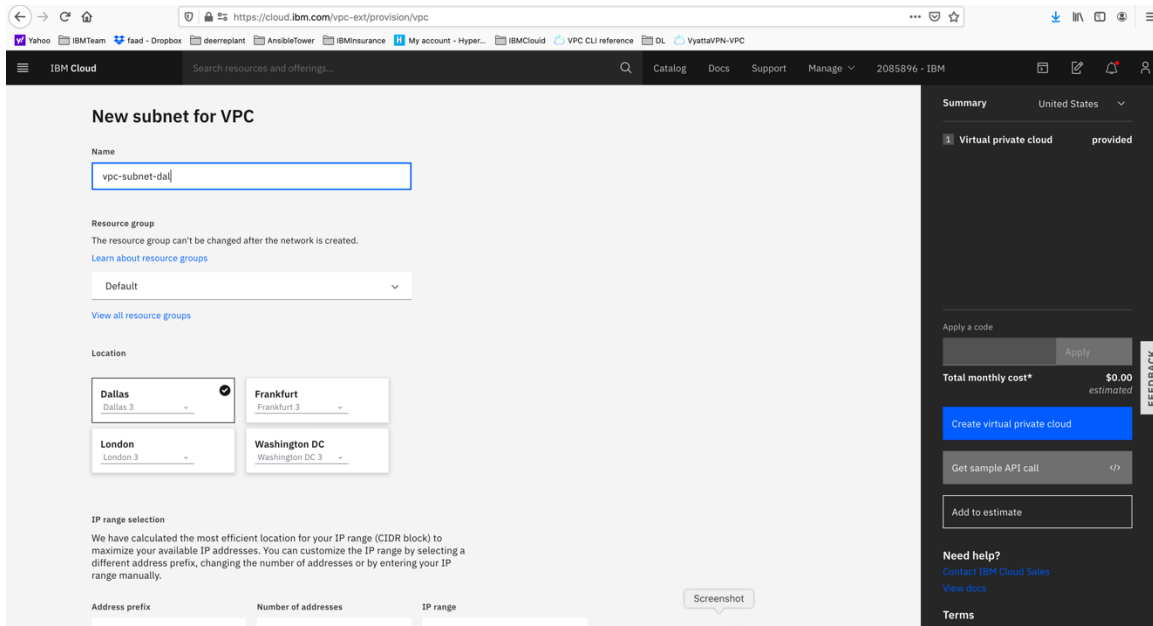 https://cloud.ibm.com/vpc-ext/provision/vpc
Yahoo IBMTeam faad - Dropbox deerreplant AnsibleTower IBMInsurance My account - Hyper... IBMClouid VPC CLI reference DL VyattaVPN-VPC
IBM Cloud Search resources and offerings... Catalog Docs Support Manage 2085896 - IBM
New subnet for VPC
Name
vpc-subnet-dal
Resource group
The resource group can't be changed after the network is created.
Learn about resource groups
Default
View all resource groups
Location
Dallas
Dallas 3
Frankfurt
Frankfurt 3
London
London 3
Washington DC
Washington DC 3
IP range selection
We have calculated the most efficient location for your IP range (CIDR block) to
maximize your available IP addresses. You can customize the IP range by selecting a
different address prefix, changing the number of addresses or by entering your IP
range manually.
Address prefix Number of addresses IP range
Screenshot
Summary United States
1 Virtual private cloud provided
Apply a code
Apply
Total monthly cost* $0.00
estimated
Create virtual private cloud
Get sample API call </>
Add to estimate
Need help?
Contact IBM Cloud Sales
View docs
Terms
FEEDBACK